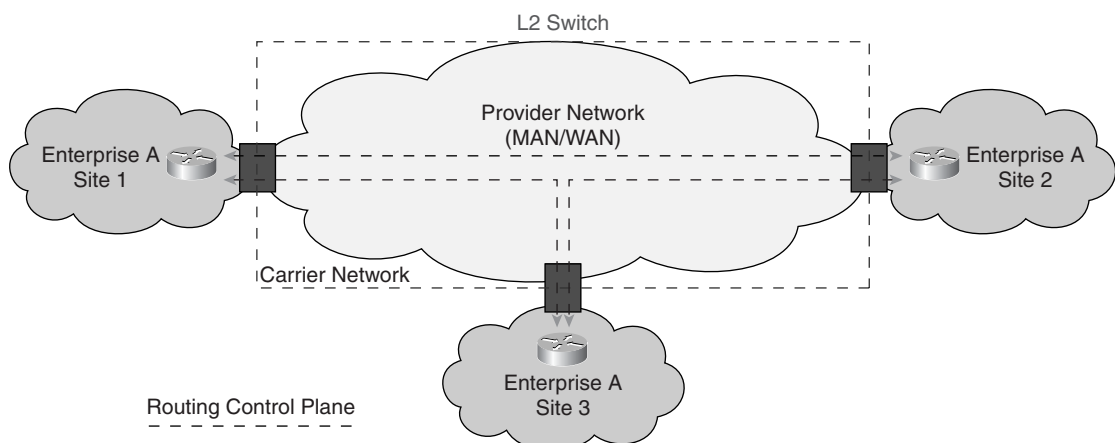 L2 Switch
Provider Network
(MAN/WAN)
Enterprise A
Site 1
Enterprise A
Site 2
Carrier Network
Enterprise A
Site 3
Routing Control Plane